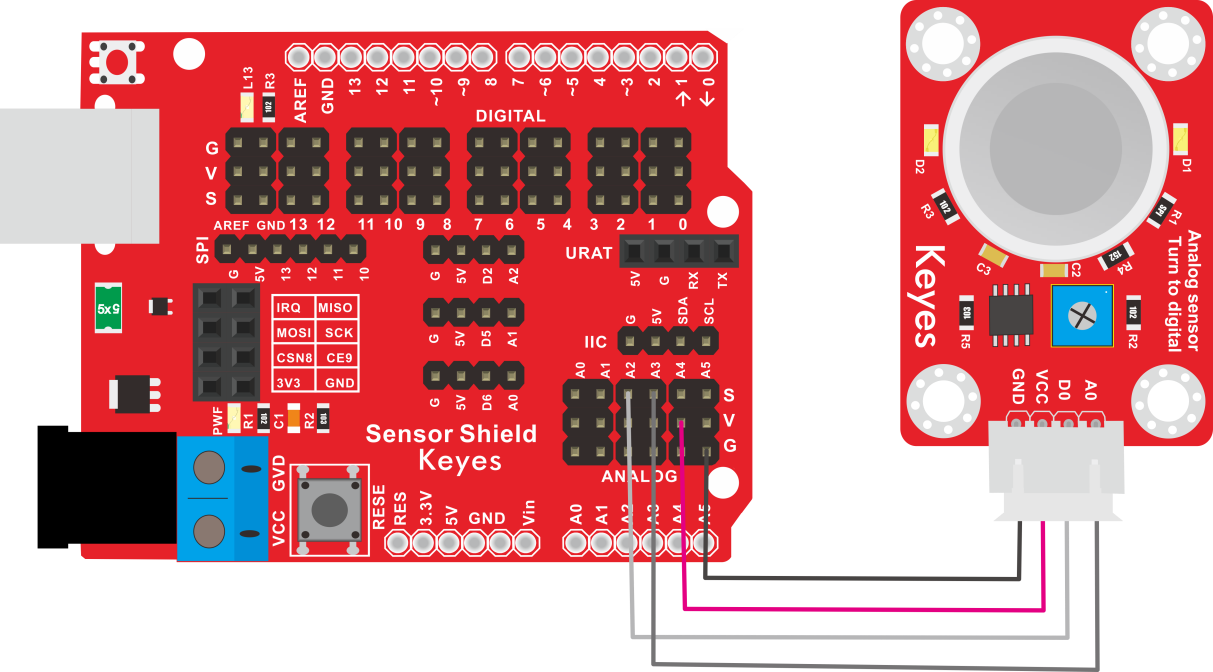 L13
R3
102
AREF
GND
13
12
11
~10
~9
8
7
~6
~5
4
~3
2
1
0
DIGITAL
G
V
S
AREF GND 13 12 11 10 9 8 7 6 5 4 3 2 1 0
SPI
G
5V
13
12
11
10
G
5V
D2
A2
URAT
5V
G
RX
TX
5x5
IRQ MISO
MOSI SCK
CSN8 CE9
3V3 GND
G
5V
D5
A1
IIC
G
5V
SDA
SCL
G
5V
D6
A0
A0
A1
A2
A3
A4
A5
S
V
G
PWF
R1
102
C1
R2
103
Sensor Shield
Keyes
ANALOG
GVD
VCC
RESE
RES
3.3V
5V
GND
Vin
A0
A1
A2
A3
A4
A5
D2
D1
R3
102
SPI
R1
C3
C2
152
R4
Keyes
Analog sensor
Turn to digital
R5
102
R2
GND
VCC
D0
A0